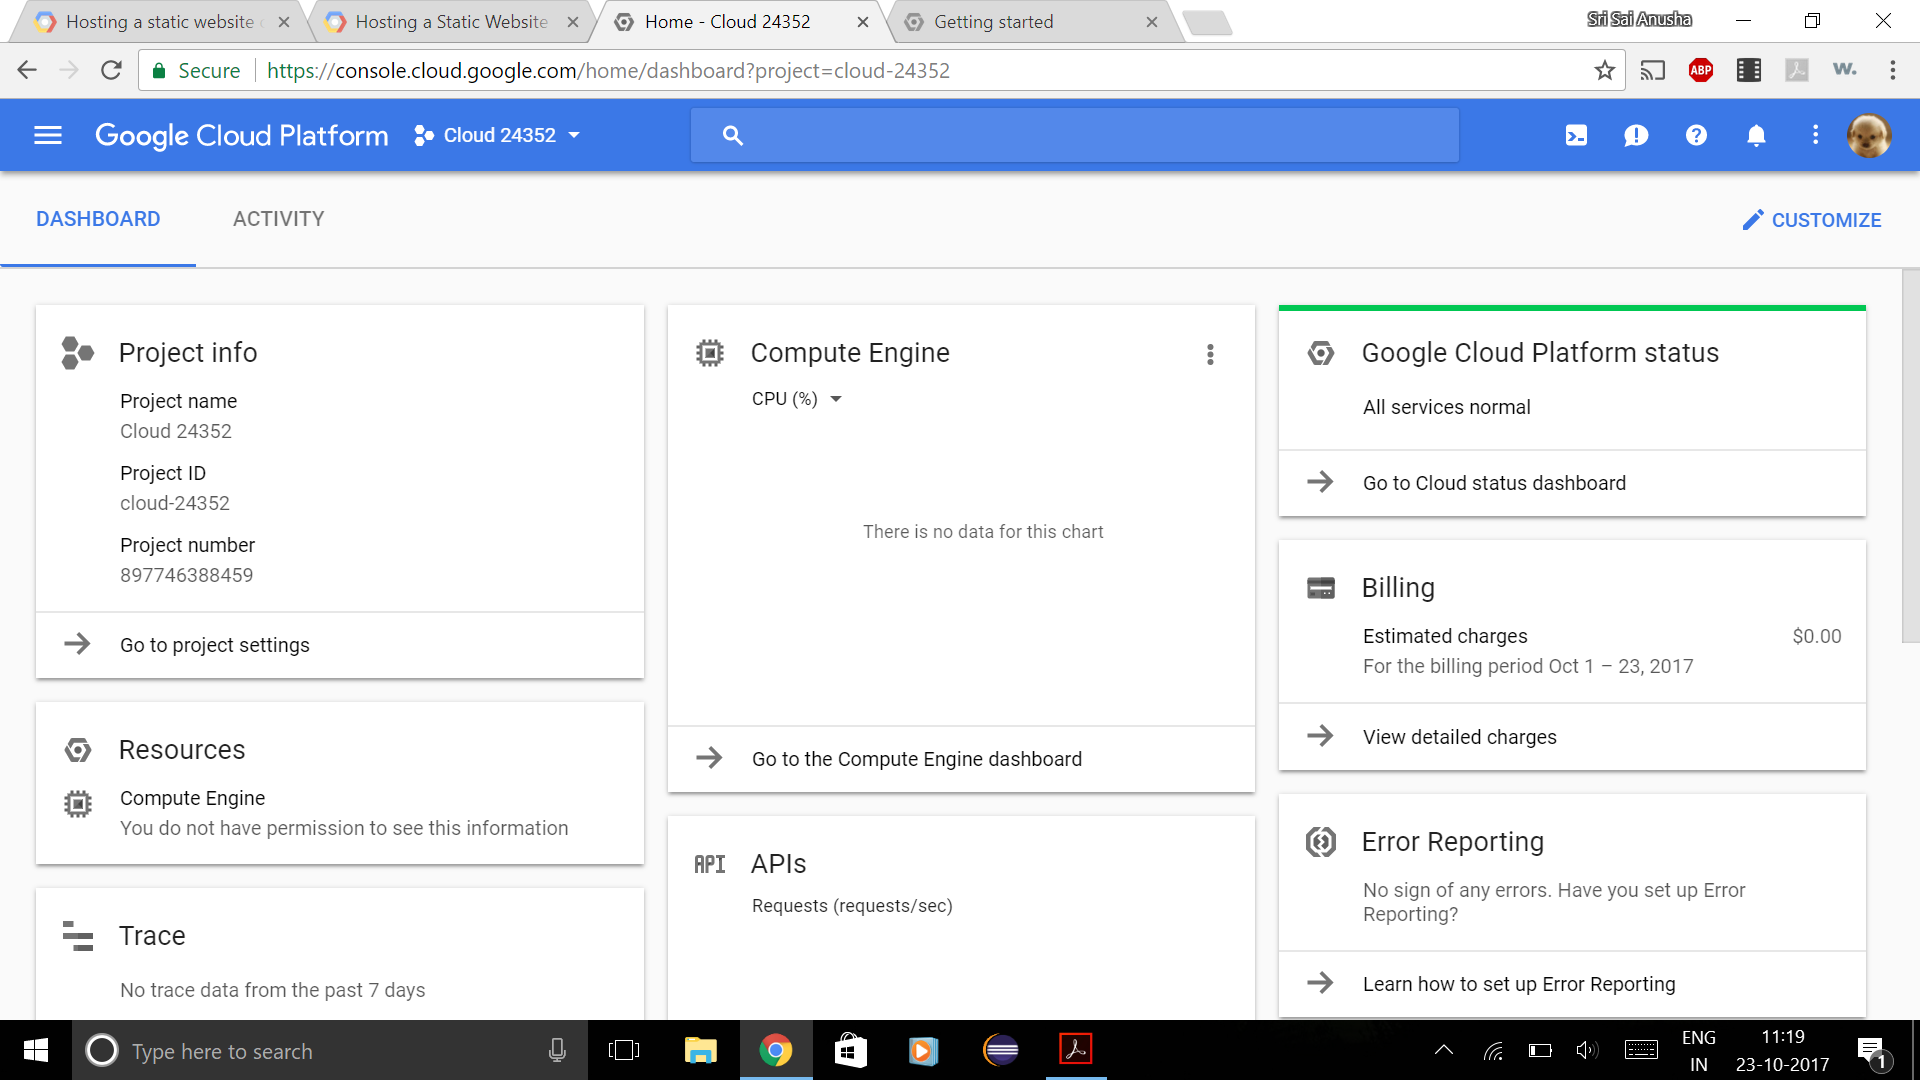 Hosting a static website
Hosting a Static Website
Home - Cloud 24352
Getting started
Sri Sai Anusha
Secure
https://console.cloud.google.com/home/dashboard?project=cloud-24352
ABP
W.
Google Cloud Platform
Cloud 24352
DASHBOARD
ACTIVITY
CUSTOMIZE
Project info
Project name
Cloud 24352
Project ID
cloud-24352
Project number
897746388459
Go to project settings
Resources
Compute Engine
You do not have permission to see this information
Trace
No trace data from the past 7 days
Compute Engine
CPU (%)
There is no data for this chart
Go to the Compute Engine dashboard
API
APIs
Requests (requests/sec)
Google Cloud Platform status
All services normal
Go to Cloud status dashboard
Billing
Estimated charges
$0.00
For the billing period Oct 1 – 23, 2017
View detailed charges
Error Reporting
No sign of any errors. Have you set up Error
Reporting?
Learn how to set up Error Reporting
Type here to search
ENG
IN
11:19
23-10-2017
1